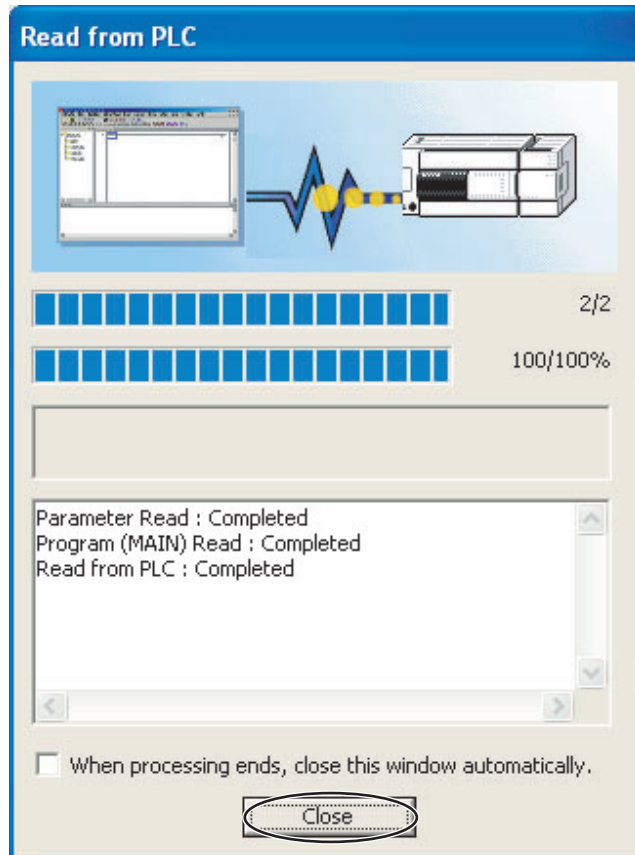 Read from PLC
2/2
100/100%
Parameter Read : Completed
Program (MAIN) Read : Completed
Read from PLC : Completed
When processing ends, close this window automatically.
Close